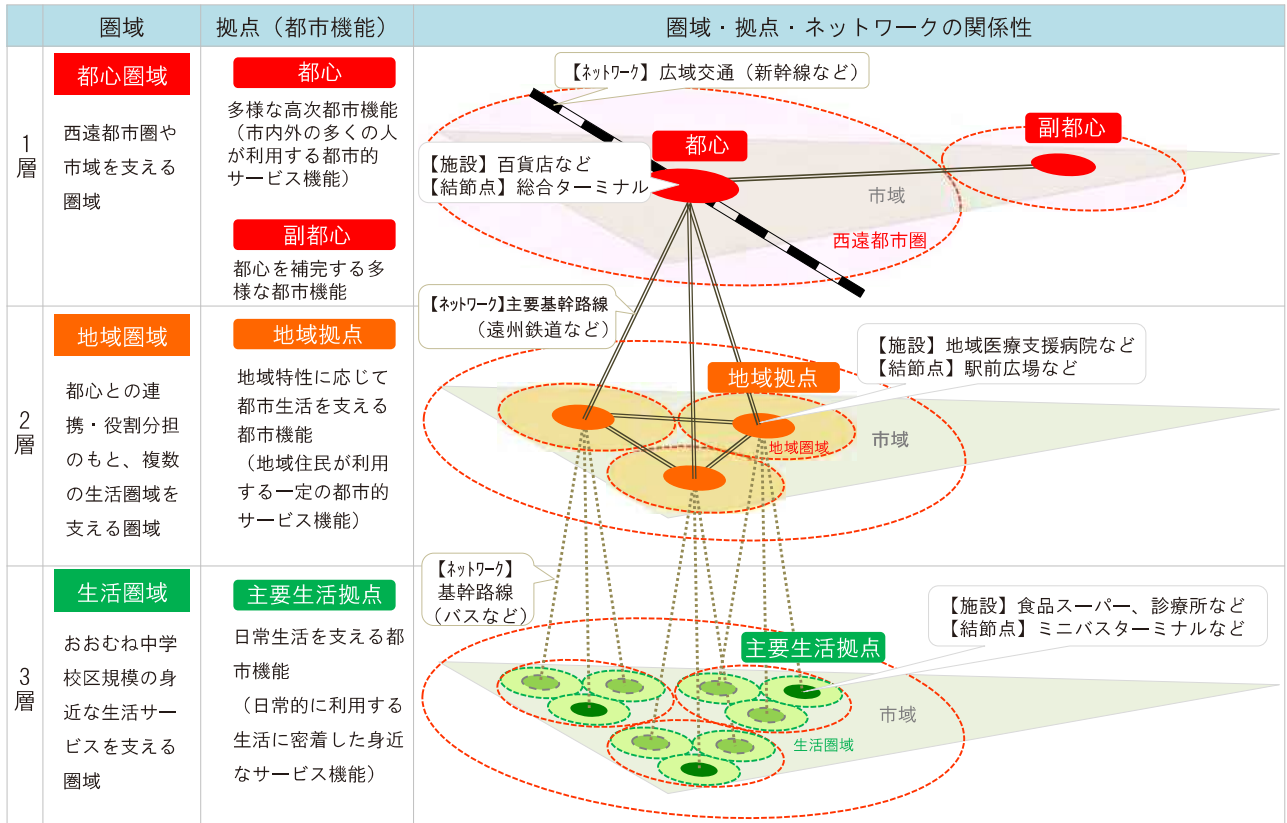 圏域
拠点（都市機能）
圏域・拠点・ネットワークの関係性
1層
都心圏域
西遠都市圏や
市域を支える
圏域
都心
多様な高次都市機能
（市内外の多くの人
が利用する都市的
サービス機能）
副都心
都心を補完する多
様な都市機能
【ネットワーク】広域交通（新幹線など）
都心
副都心
【施設】百貨店など
【結節点】総合ターミナル
市域
西遠都市圏
【ネットワーク】主要基幹路線
（遠州鉄道など）
2層
地域圏域
都心との連
携・役割分担
のもと、複数
の生活圏域を
支える圏域
地域拠点
地域特性に応じて
都市生活を支える
都市機能
（地域住民が利用
する一定の都市的
サービス機能）
【施設】地域医療支援病院など
【結節点】駅前広場など
地域拠点
地域圏域
市域
【ネットワーク】
基幹路線
（バスなど）
3層
生活圏域
おおむね中学
校区規模の身
近な生活サー
ビスを支える
圏域
主要生活拠点
日常生活を支える都
市機能
（日常的に利用する
生活に密着した身近
なサービス機能）
【施設】食品スーパー、診療所など
【結節点】ミニバスターミナルなど
主要生活拠点
市域
生活圏域